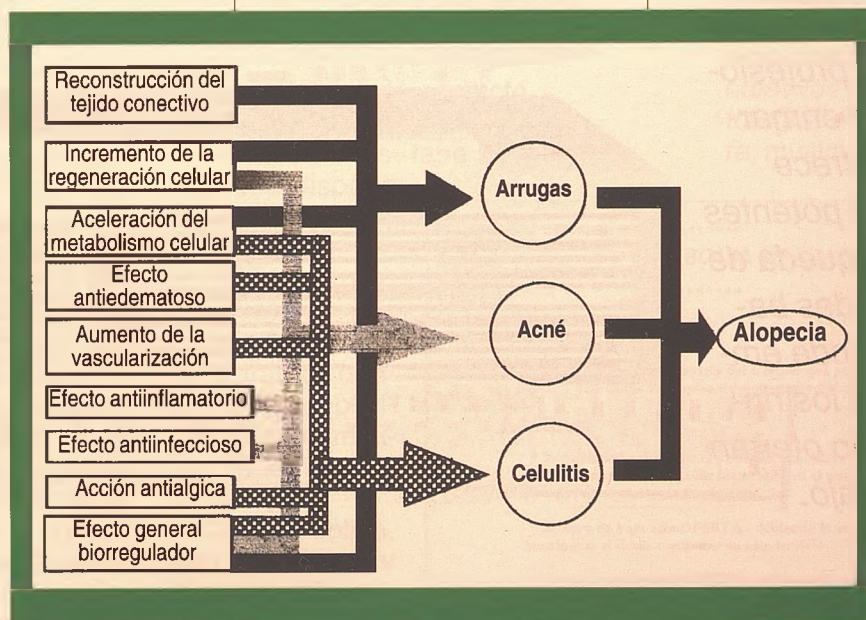 Reconstrucción del
tejido conectivo
Incremento de la
regeneración celular
Aceleración del
metabolismo celular
Efecto
antiedematoso
Aumento de la
vascularización
Efecto antiinflamatorio
Efecto antiinfeccioso
Acción antialgica
Efecto general
biorregulador
Arrugas
Acné
Celulitis
Alopecia